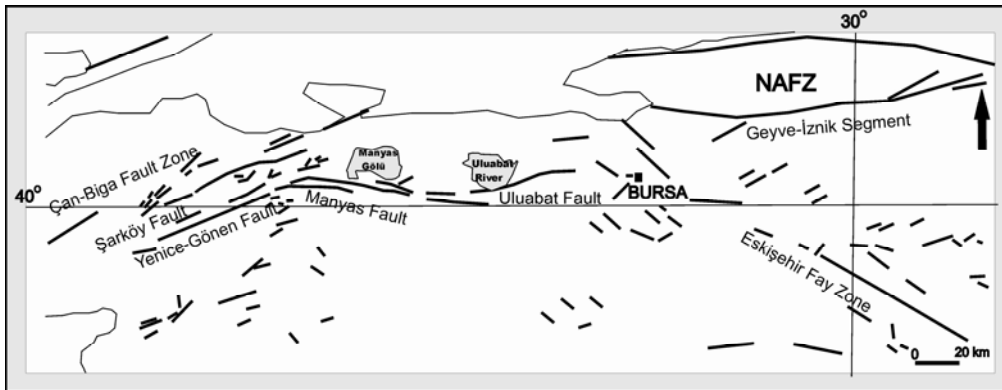 30°
NAFZ
Geyve-İznik Segment
Çan-Biga Fault Zone
Manyas
Gölü
Uluabat
River
40°
BURSA
Şarköy Fault
Manyas Fault
Uluabat Fault
Yenice-Gönen Fault
Eskişehir Fay Zone
0 20 km